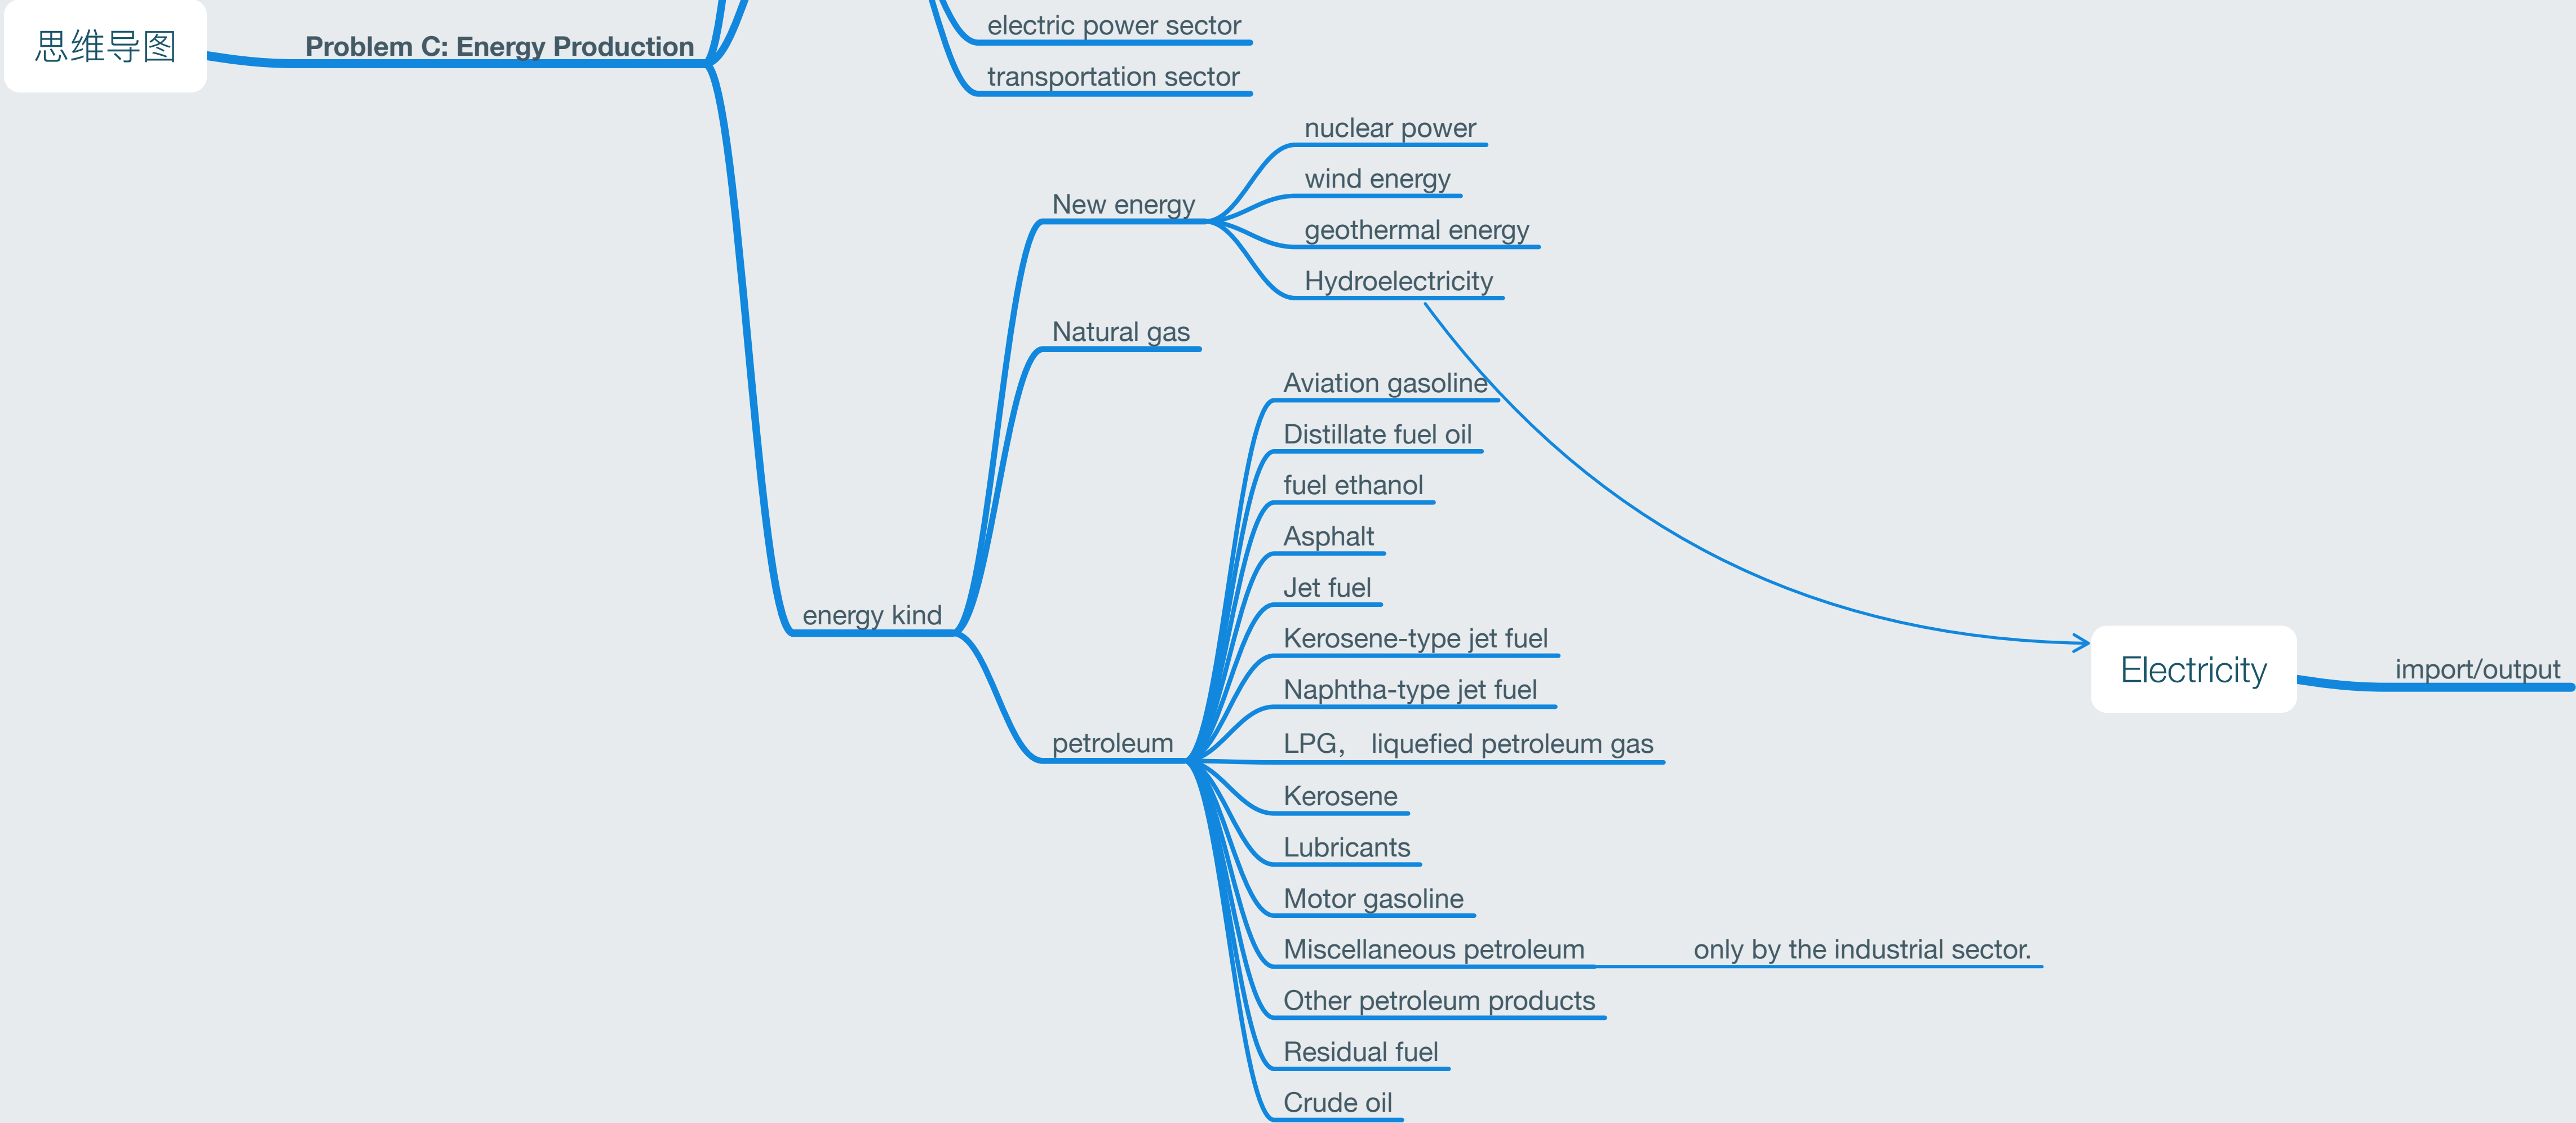 思维导图
Problem C: Energy Production
electric power sector
transportation sector
energy kind
New energy
nuclear power
wind energy
geothermal energy
Hydroelectricity
Natural gas
petroleum
Aviation gasoline
Distillate fuel oil
fuel ethanol
Asphalt
Jet fuel
Kerosene-type jet fuel
Naphtha-type jet fuel
LPG， liquefied petroleum gas
Kerosene
Lubricants
Motor gasoline
Miscellaneous petroleum
only by the industrial sector.
Other petroleum products
Residual fuel
Crude oil
Electricity
import/output